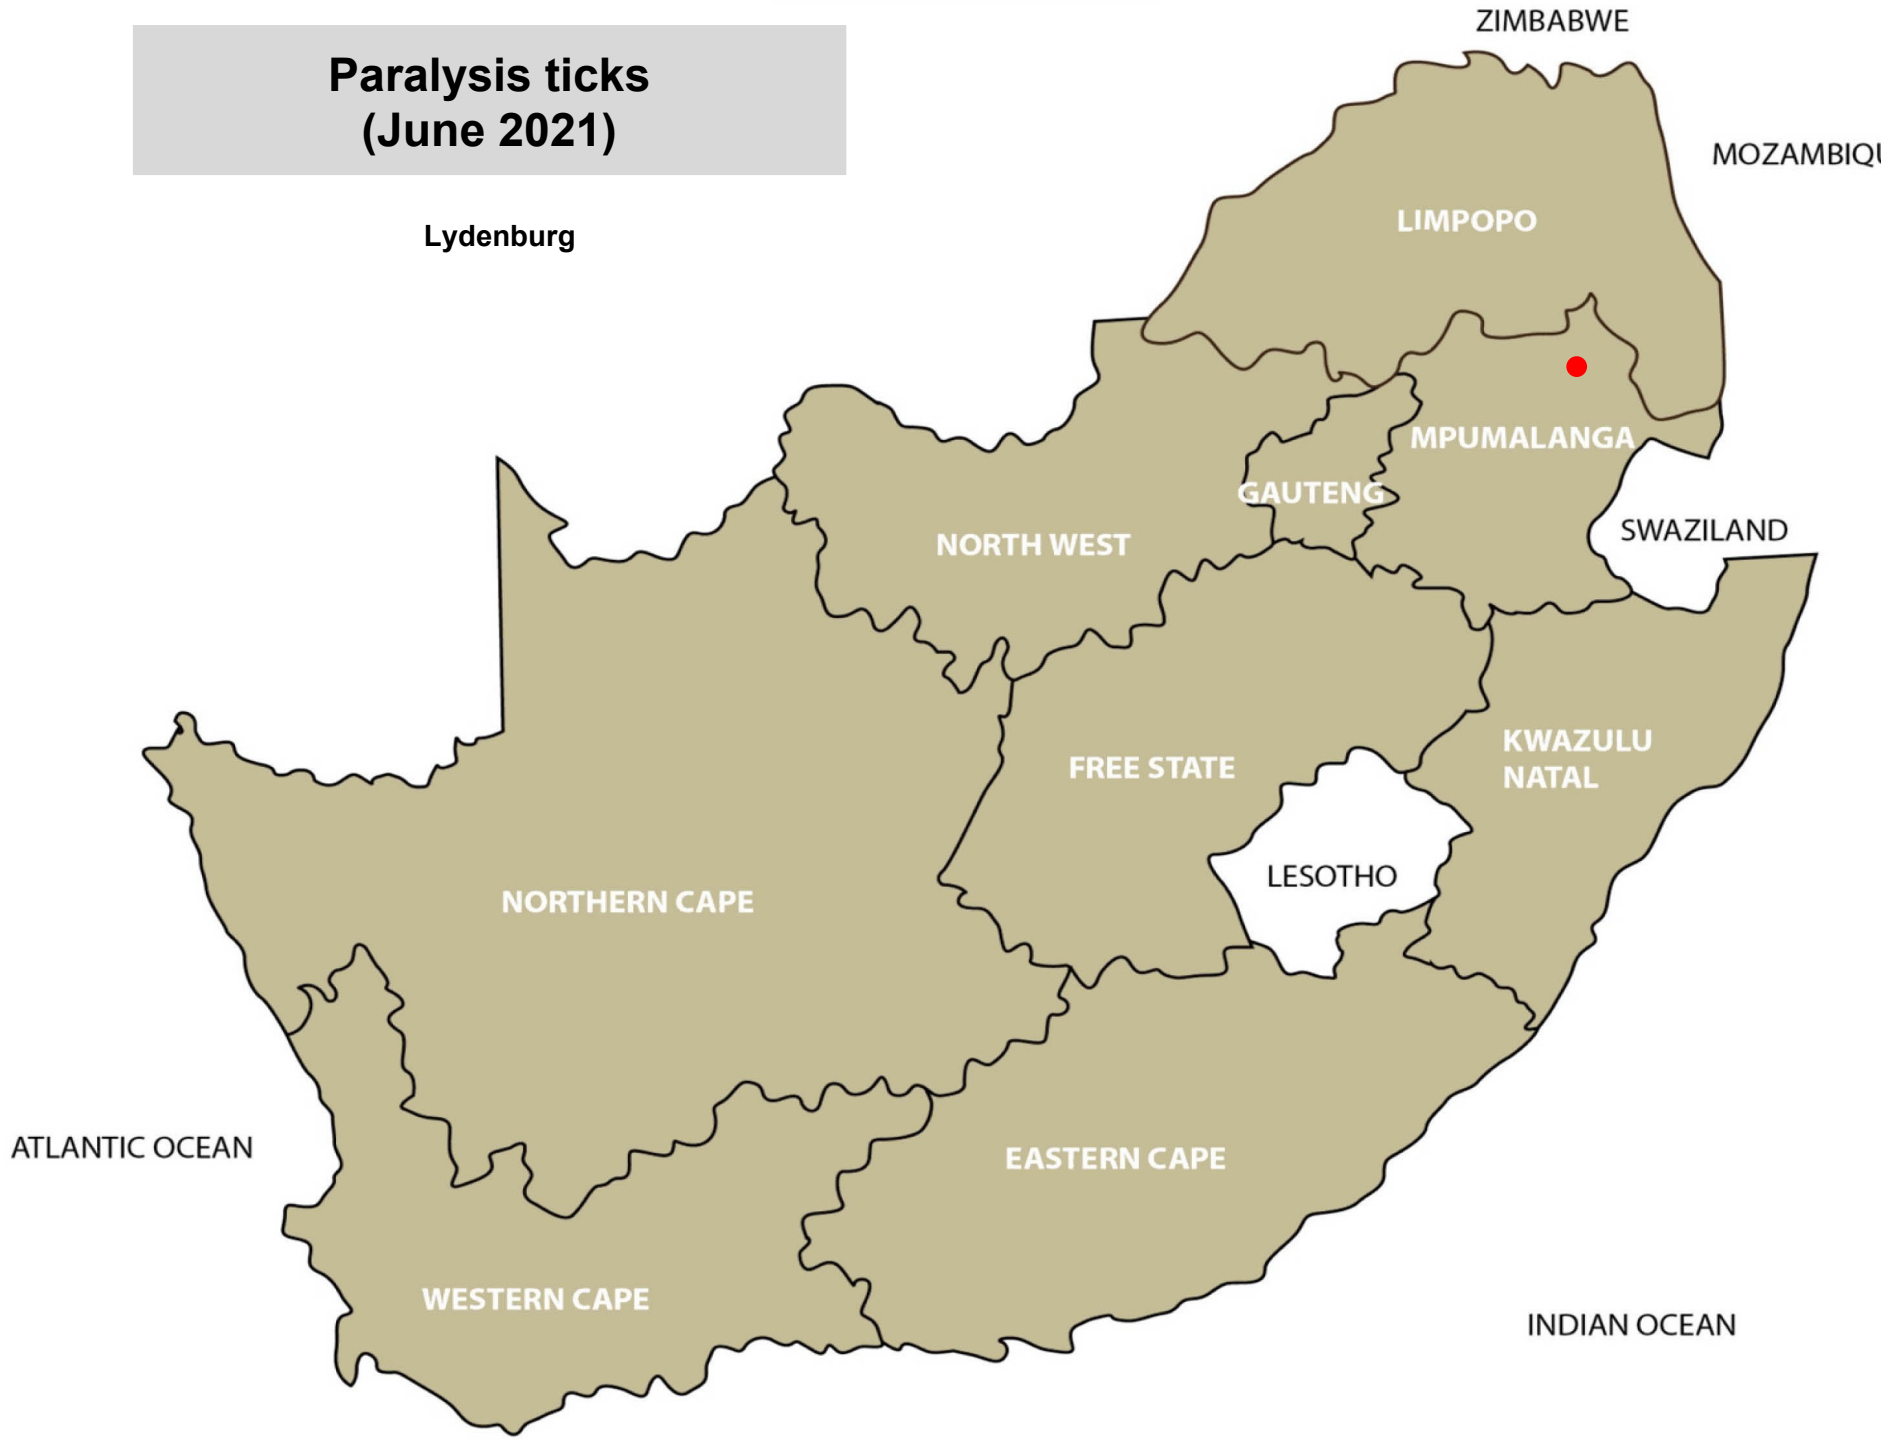 Paralysis ticks
(June 2021)
Lydenburg
ZIMBABWE
MOZAMBIQU
LIMPOPO
MPUMALANGA
GAUTENG
SWAZILAND
NORTH WEST
KWAZULU
NATAL
FREE STATE
LESOTHO
NORTHERN CAPE
ATLANTIC OCEAN
EASTERN CAPE
WESTERN CAPE
INDIAN OCEAN